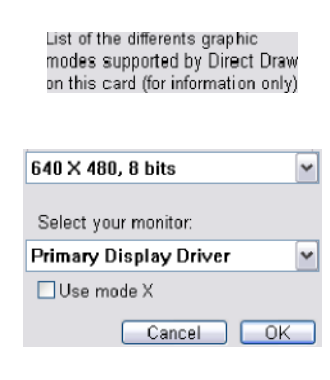 List of the differents graphic
modes supported by Direct Draw
on this card (for information only)
640 X 480, 8 bits
Select your monitor:
Primary Display Driver
Use mode X
Cancel OK